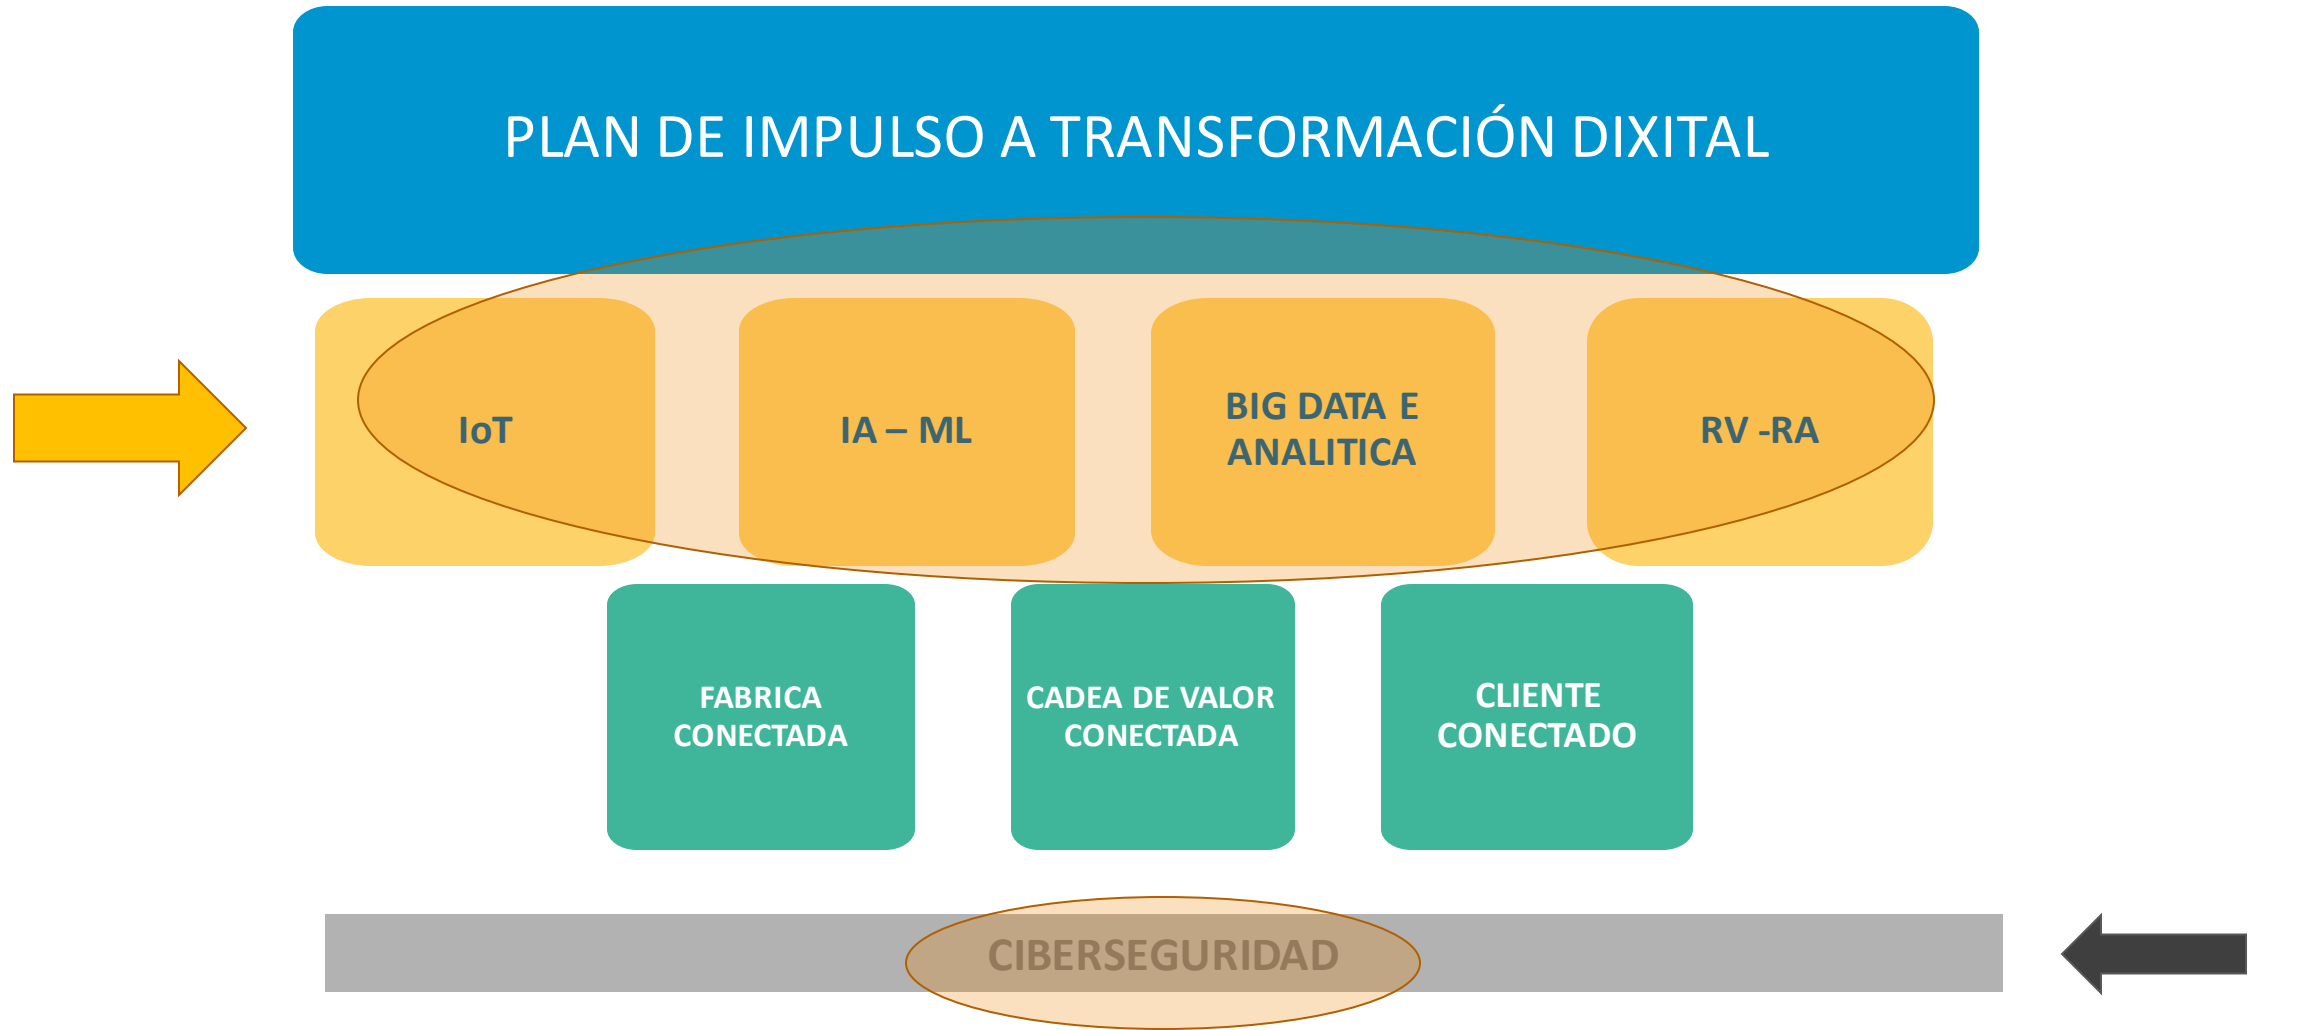 PLAN DE IMPULSO A TRANSFORMACIÓN DIXITAL
IoT
IA – ML
BIG DATA E
ANALITICA
RV -RA
FABRICA
CONECTADA
CADEA DE VALOR
CONECTADA
CLIENTE
CONECTADO
CIBERSEGURIDAD